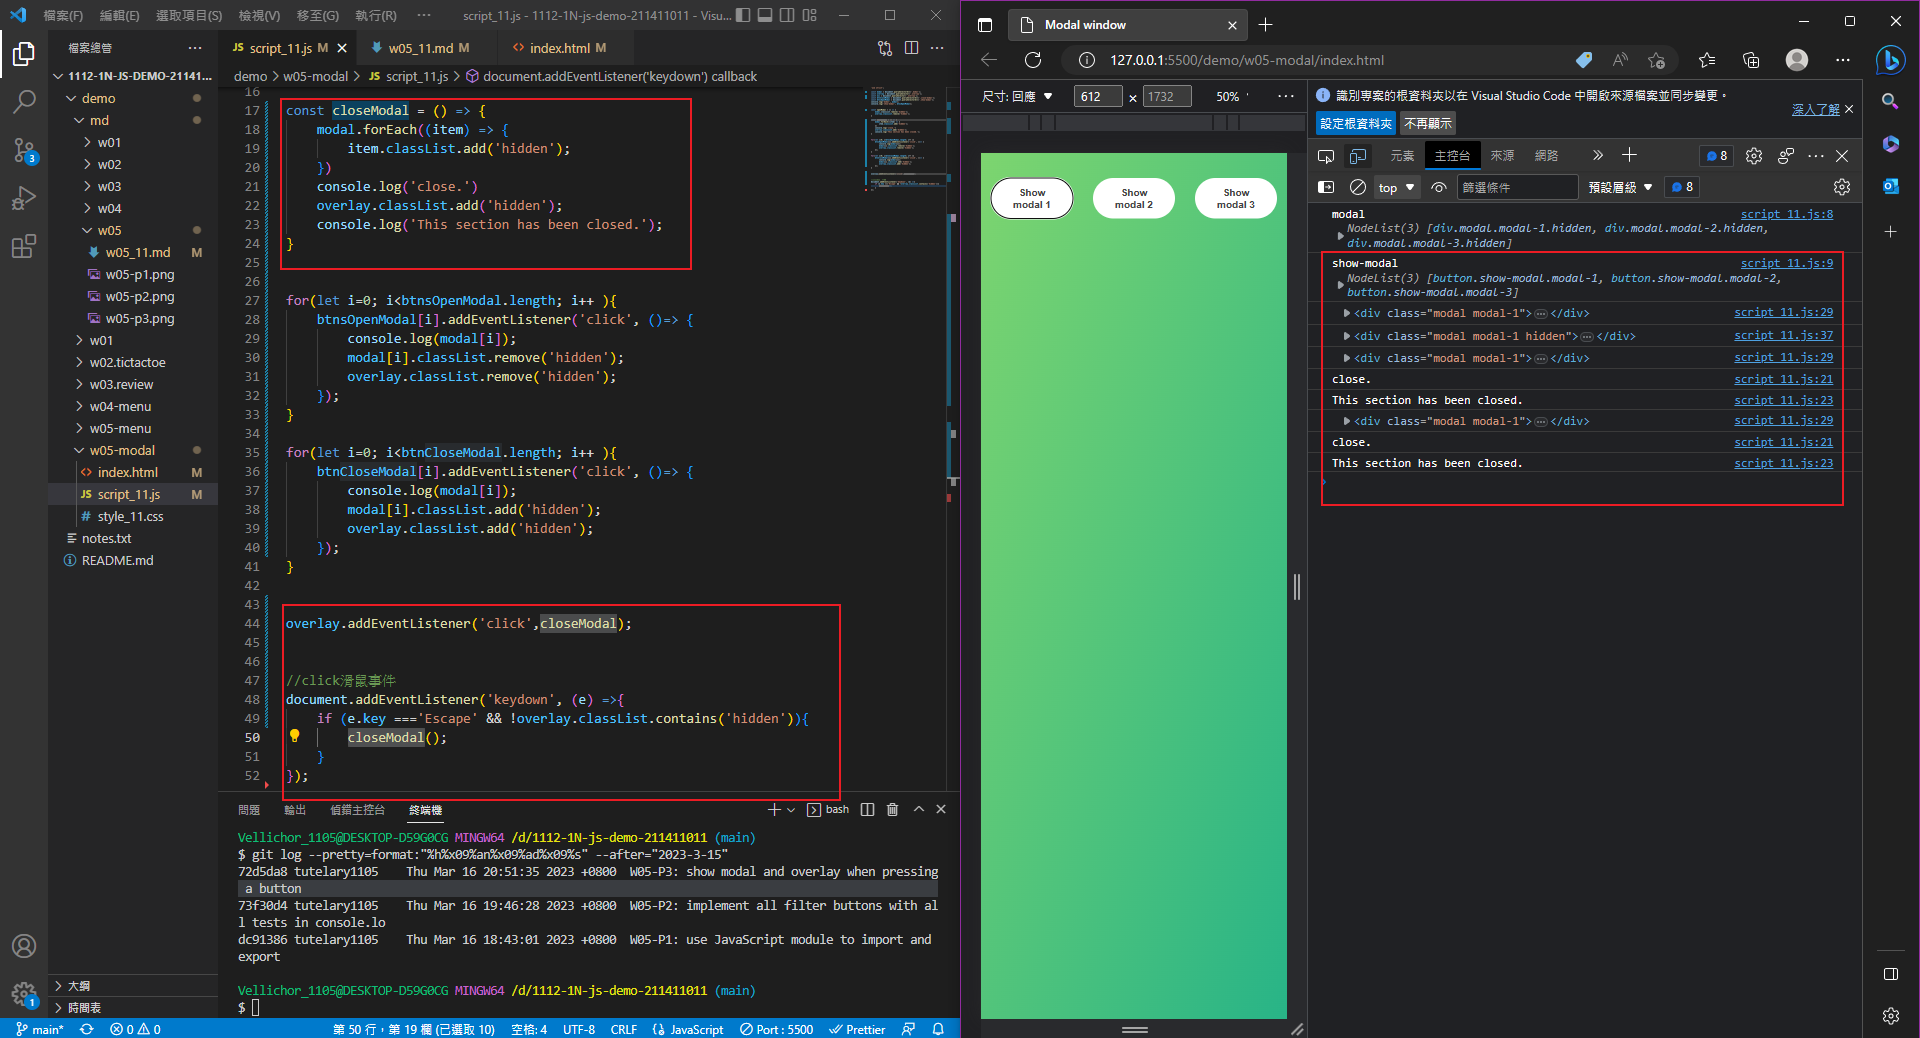 檔案(F) 編輯(E) 選取項目(S) 檢視(V) 移至(G) 執行(R) ··· script_11.js - 1112-1N-js-demo-211411011 - Visu...
檔案總管 ···
1112-1N-JS-DEMO-21141...
demo
md
w01
w02
w03
w04
w05
w05_11.md M
w05-p1.png
w05-p2.png
w05-p3.png
w01
w02.tictactoe
w03.review
w04-menu
w05-menu
w05-modal
index.html M
JS script_11.js M
# style_11.css
notes.txt
README.md
大綱
時間表
3
1
JS script_11.js M
w05_11.md M
index.html M
demo > w05-modal > JS script_11.js > document.addEventListener('keydown') callback
16
17 const closeModal = () => {
18 modal.forEach((item) => {
19 item.classList.add('hidden');
20 })
21 console.log('close.')
22 overlay.classList.add('hidden');
23 console.log('This section has been closed.');
24 }
25
26
27 for(let i=0; i<btnsOpenModal.length; i++ ){
28 btnsOpenModal[i].addEventListener('click', ()=> {
29 console.log(modal[i]);
30 modal[i].classList.remove('hidden');
31 overlay.classList.remove('hidden');
32 });
33 }
34
35 for(let i=0; i<btnCloseModal.length; i++ ){
36 btnCloseModal[i].addEventListener('click', ()=> {
37 console.log(modal[i]);
38 modal[i].classList.add('hidden');
39 overlay.classList.add('hidden');
40 });
41 }
42
43
44 overlay.addEventListener('click',closeModal);
45
46
47 //click滑鼠事件
48 document.addEventListener('keydown', (e) =>{
49 if (e.key ==='Escape' && !overlay.classList.contains('hidden')){
50 closeModal();
51 }
52 });
問題 輸出 偵錯主控台 終端機 bash
Vellichor_1105@DESKTOP-D59G0CG MINGW64 /d/1112-1N-js-demo-211411011 (main)
$ git log --pretty=format:"%h%x09%an%x09%ad%x09%s" --after="2023-3-15"
72d5da8 tutelary1105 Thu Mar 16 20:51:35 2023 +0800 W05-P3: show modal and overlay when pressing
a button
73f30d4 tutelary1105 Thu Mar 16 19:46:28 2023 +0800 W05-P2: implement all filter buttons with al
l tests in console.lo
dc91386 tutelary1105 Thu Mar 16 18:43:01 2023 +0800 W05-P1: use JavaScript module to import and
export
Vellichor_1105@DESKTOP-D59G0CG MINGW64 /d/1112-1N-js-demo-211411011 (main)
$
main* 0 0 第 50 行，第 19 欄 (已選取 10) 空格: 4 UTF-8 CRLF JavaScript Port : 5500 Prettier
Modal window
127.0.0.1:5500/demo/w05-modal/index.html
尺寸: 回應 612 × 1732 50%
Show
modal 1
Show
modal 2
Show
modal 3
識別專案的根資料夾以在 Visual Studio Code 中開啟來源檔案並同步變更。
深入了解
設定根資料夾 不再顯示
元素 主控台 來源 網路 8
top 篩選條件 預設層級 8
modal script 11.js:8
NodeList(3) [div.modal.modal-1.hidden, div.modal.modal-2.hidden,
div.modal.modal-3.hidden]
show-modal script 11.js:9
NodeList(3) [button.show-modal.modal-1, button.show-modal.modal-2,
button.show-modal.modal-3]
<div class="modal modal-1">…</div> script 11.js:29
<div class="modal modal-1 hidden">…</div> script 11.js:37
<div class="modal modal-1">…</div> script 11.js:29
close. script 11.js:21
This section has been closed. script 11.js:23
<div class="modal modal-1">…</div> script 11.js:29
close. script 11.js:21
This section has been closed. script 11.js:23